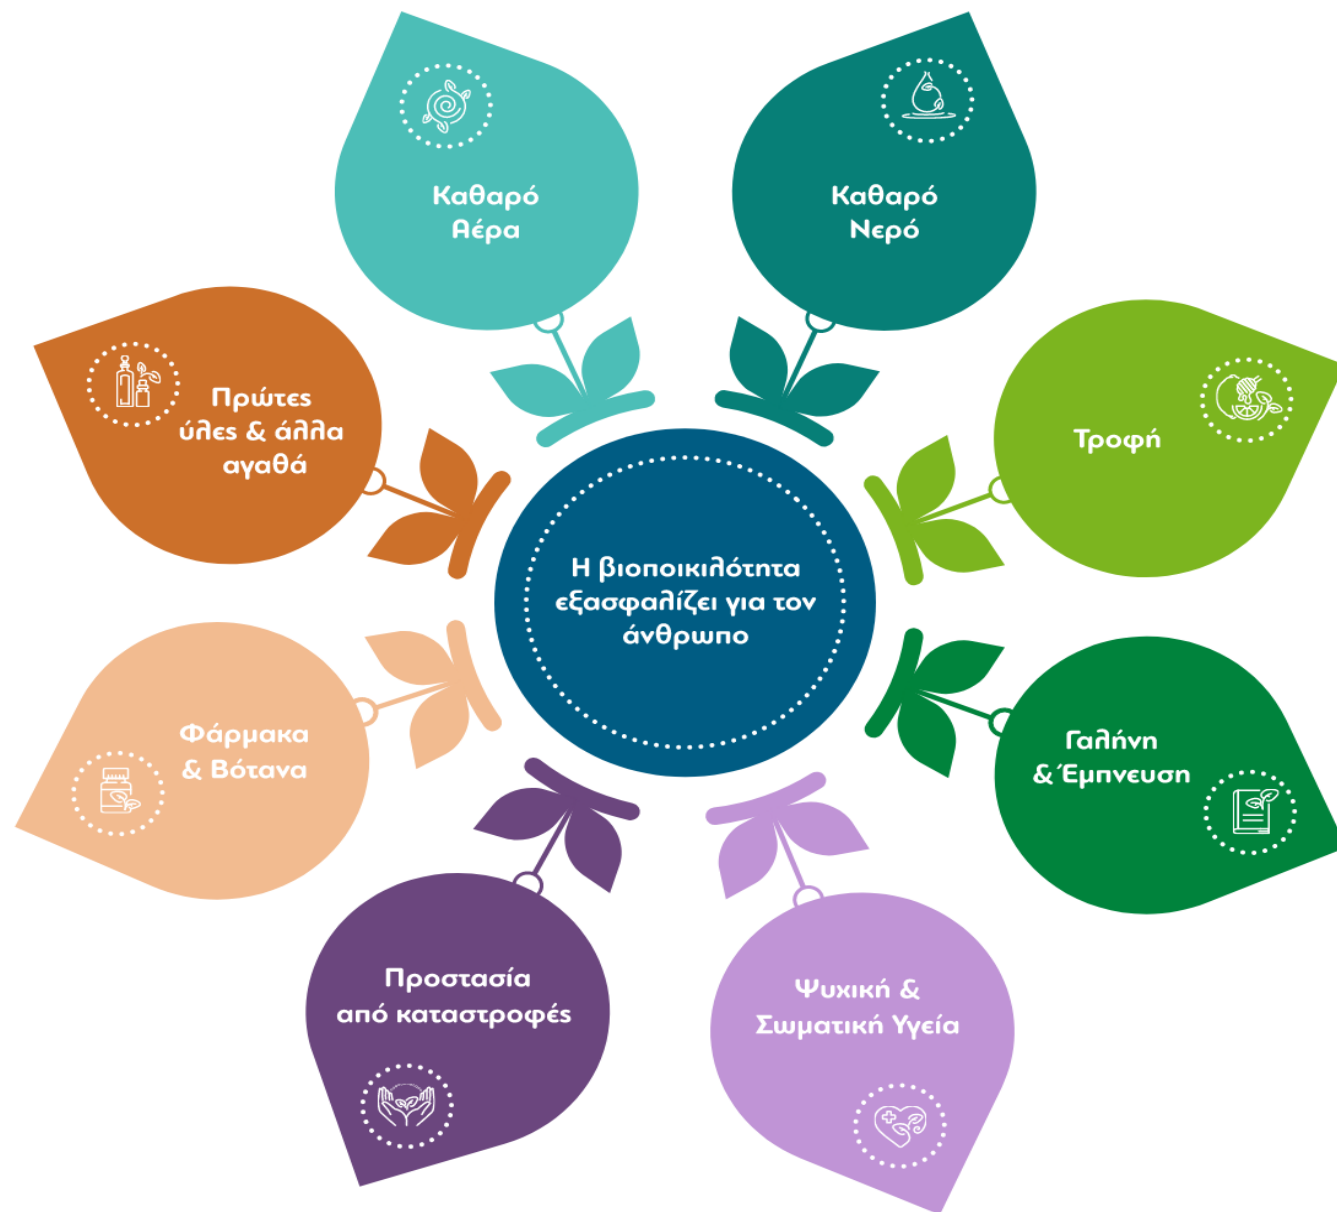 Καθαρό
Αέρα
Καθαρό
Νερό
Τροφή
Γαλήνη
& Έμπνευση
Ψυχική &
Σωματική Υγεία
Προστασία
από καταστροφές
Φάρμακα
& Βότανα
Πρώτες
ύλες & άλλα
αγαθά
Η βιοποικιλότητα
εξασφαλίζει για τον
άνθρωπο